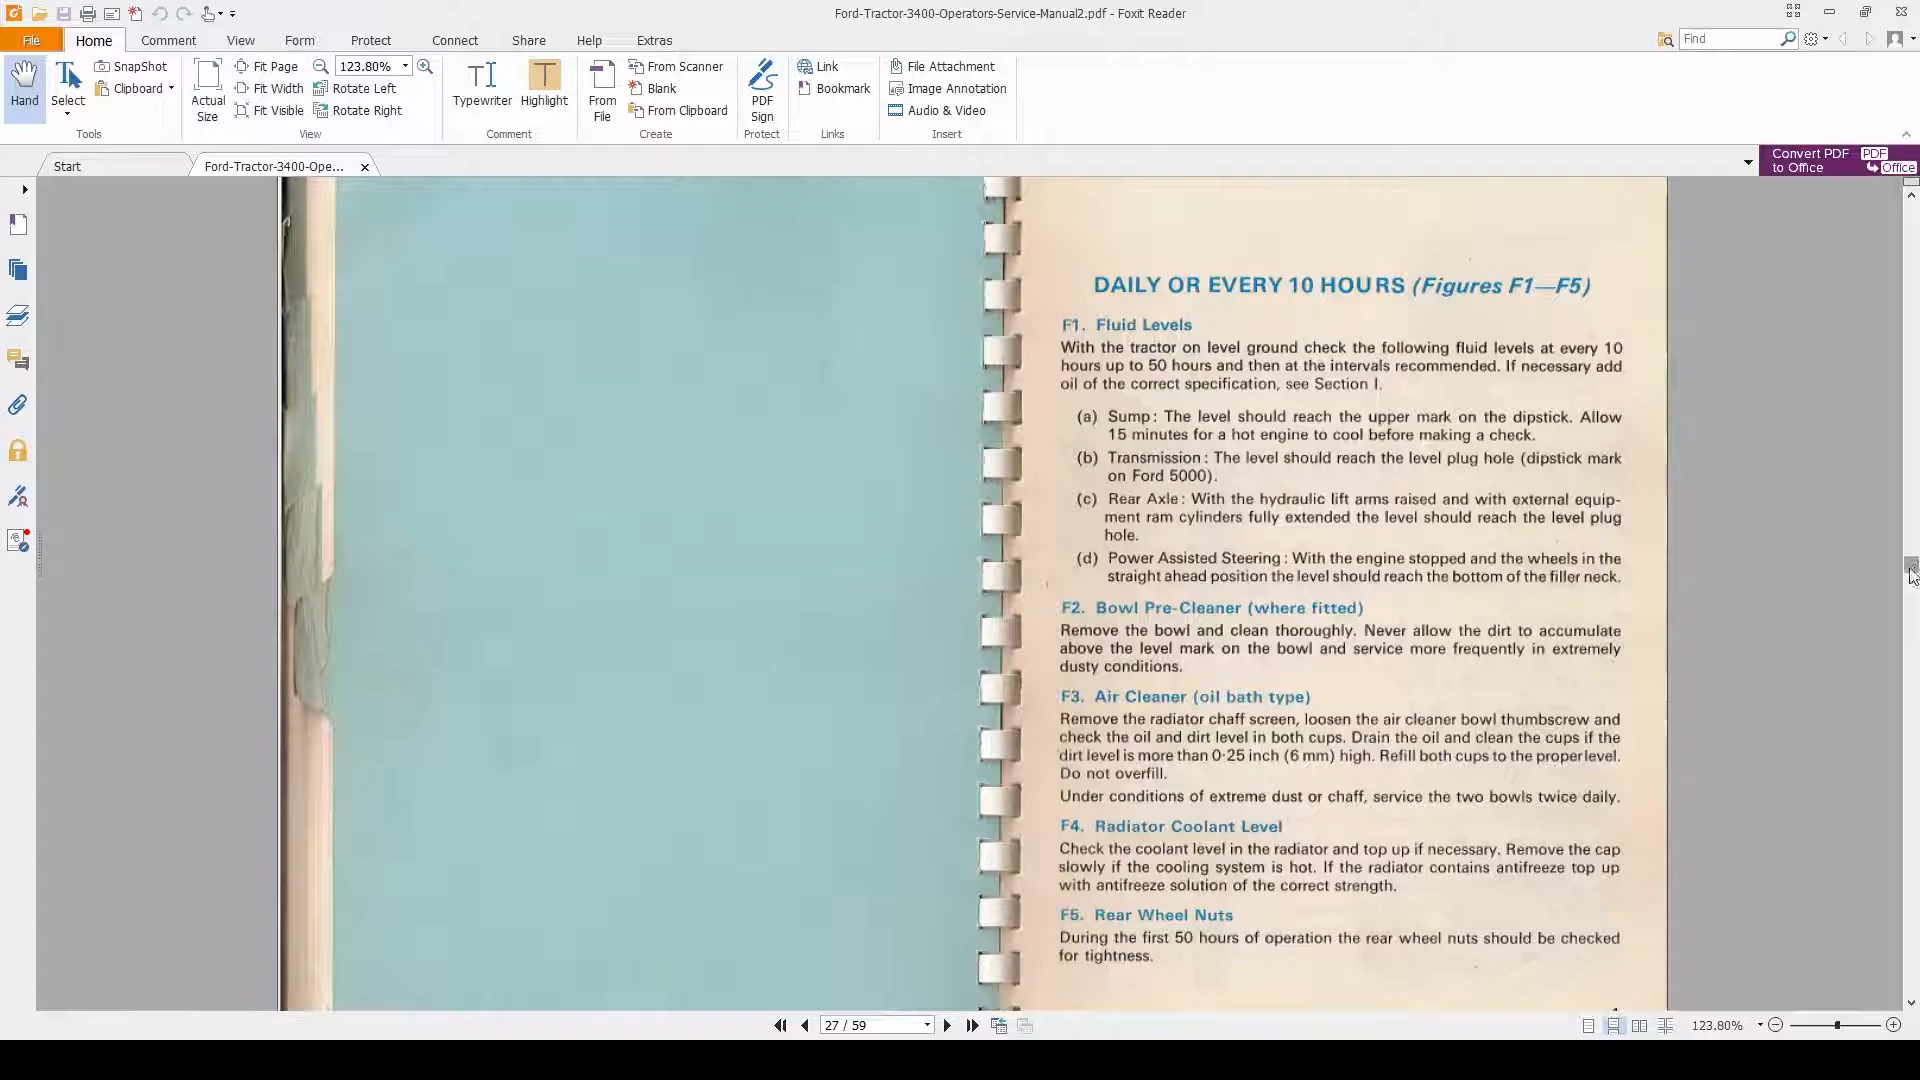 Ford-Tractor-3400-Operators-Service-Manual2.pdf - Foxit Reader
File Home Comment View Form Protect Connect Share Help Extras
Find
Hand
Select
SnapShot
Clipboard
Tools
Actual Size
Fit Page
Fit Width
Fit Visible
123.80%
Rotate Left
Rotate Right
View
Typewriter
Highlight
Comment
From File
From Scanner
Blank
From Clipboard
Create
PDF Sign
Protect
Link
Bookmark
Links
File Attachment
Image Annotation
Audio & Video
Insert
Start
Ford-Tractor-3400-Ope...
Convert PDF to Office
PDF
Office
DAILY OR EVERY 10 HOURS (Figures F1—F5)
F1. Fluid Levels
With the tractor on level ground check the following fluid levels at every 10
hours up to 50 hours and then at the intervals recommended. If necessary add
oil of the correct specification, see Section I.
(a) Sump: The level should reach the upper mark on the dipstick. Allow
15 minutes for a hot engine to cool before making a check.
(b) Transmission: The level should reach the level plug hole (dipstick mark
on Ford 5000).
(c) Rear Axle: With the hydraulic lift arms raised and with external equip-
ment ram cylinders fully extended the level should reach the level plug
hole.
(d) Power Assisted Steering: With the engine stopped and the wheels in the
straight ahead position the level should reach the bottom of the filler neck.
F2. Bowl Pre-Cleaner (where fitted)
Remove the bowl and clean thoroughly. Never allow the dirt to accumulate
above the level mark on the bowl and service more frequently in extremely
dusty conditions.
F3. Air Cleaner (oil bath type)
Remove the radiator chaff screen, loosen the air cleaner bowl thumbscrew and
check the oil and dirt level in both cups. Drain the oil and clean the cups if the
dirt level is more than 0·25 inch (6 mm) high. Refill both cups to the proper level.
Do not overfill.
Under conditions of extreme dust or chaff, service the two bowls twice daily.
F4. Radiator Coolant Level
Check the coolant level in the radiator and top up if necessary. Remove the cap
slowly if the cooling system is hot. If the radiator contains antifreeze top up
with antifreeze solution of the correct strength.
F5. Rear Wheel Nuts
During the first 50 hours of operation the rear wheel nuts should be checked
for tightness.
27 / 59
123.80%